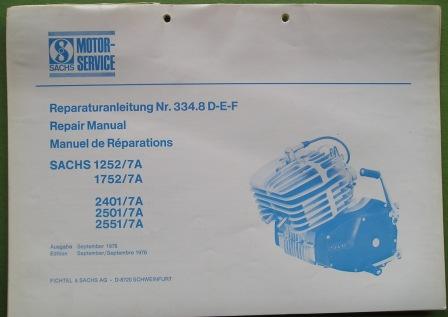 SACHS
MOTOR-
SERVICE
Reparaturanleitung Nr. 334.8 D-E-F
Repair Manual
Manuel de Réparations
SACHS 1252/7A
1752/7A
2401/7A
2501/7A
2551/7A
Ausgabe September 1976
Edition September/Septembre 1976
FICHTEL & SACHS AG - D-8720 SCHWEINFURT